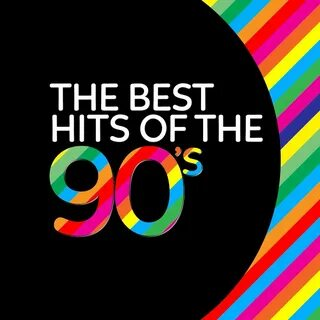 THE BEST
HITS OF THE
90's